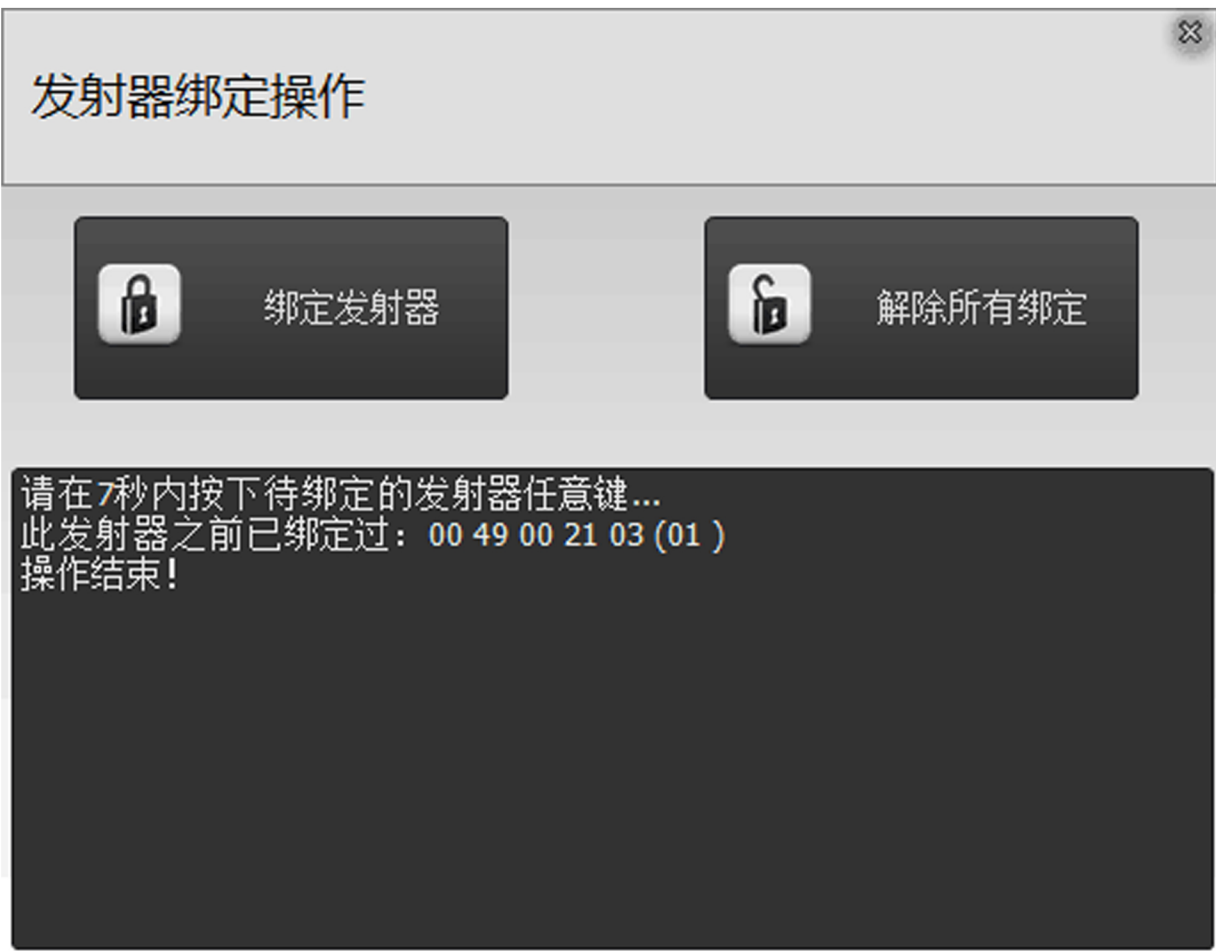 发射器绑定操作
绑定发射器
解除所有绑定
请在7秒内按下待绑定的发射器任意键...
此发射器之前已绑定过：00 49 00 21 03 (01 )
操作结束！